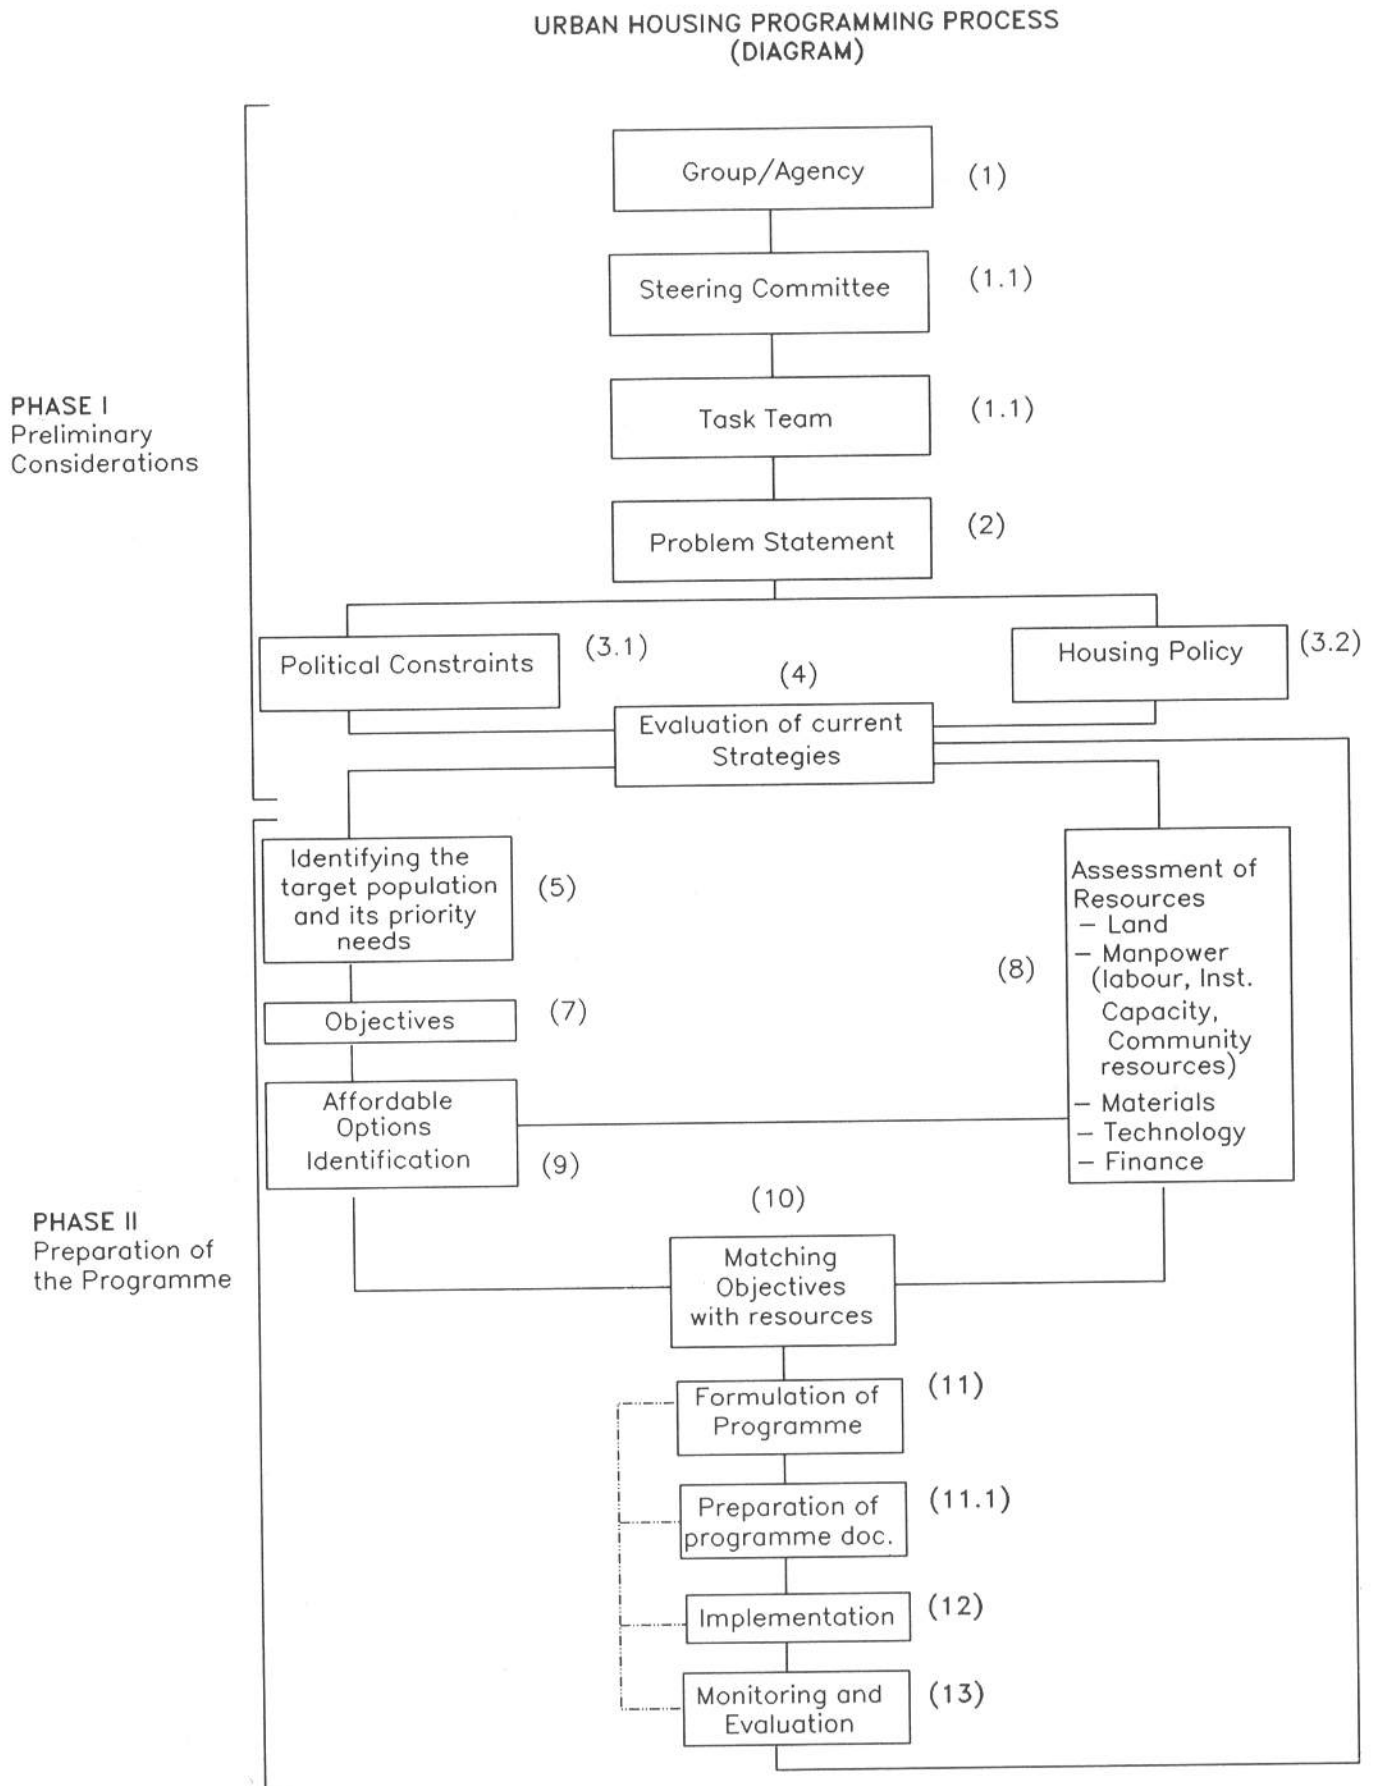 URBAN HOUSING PROGRAMMING PROCESS
(DIAGRAM)
Group/Agency
(1)
Steering Committee
(1.1)
PHASE I
Preliminary
Considerations
Task Team
(1.1)
Problem Statement
(2)
Political Constraints
(3.1)
Housing Policy
(3.2)
(4)
Evaluation of current
Strategies
Identifying the
target population
and its priority
needs
(5)
Objectives
(7)
Assessment of
Resources
– Land
– Manpower
(labour, Inst.
Capacity,
Community
resources)
– Materials
– Technology
– Finance
(8)
Affordable
Options
Identification
(9)
PHASE II
Preparation of
the Programme
(10)
Matching
Objectives
with resources
Formulation of
Programme
(11)
Preparation of
programme doc.
(11.1)
Implementation
(12)
Monitoring and
Evaluation
(13)